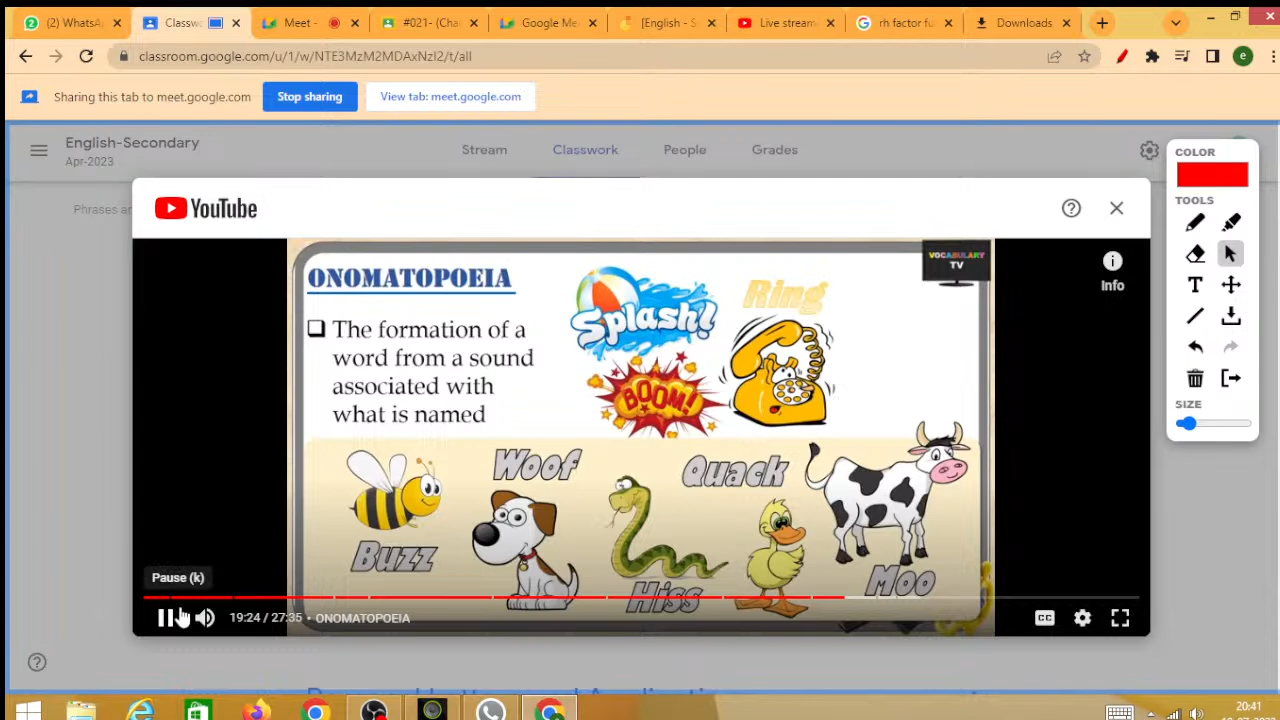 (2) WhatsA
Classw
Meet -
#021- (Cha
Google Me
[English - S
Live stream
rh factor fu
Downloads
classroom.google.com/u/1/w/NTE3MzM2MDAxNzI2/t/all
e
Sharing this tab to meet.google.com
Stop sharing
View tab: meet.google.com
English-Secondary
Apr-2023
Stream
Classwork
People
Grades
COLOR
TOOLS
T
SIZE
Phrases a
YouTube
VOCABULARY
TV
Info
ONOMATOPOEIA
The formation of a
word from a sound
associated with
what is named
Splash!
Ring
BOOM!
Woof
Quack
Buzz
Hiss
Moo
Pause (k)
19:24 / 27:35 • ONOMATOPOEIA
CC
20:41